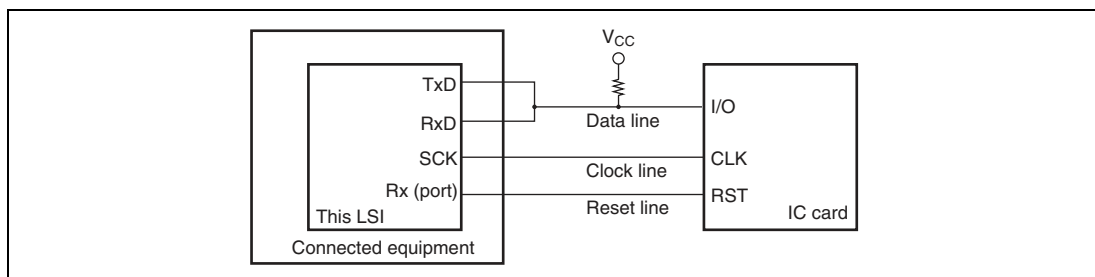 V_CC
TxD
RxD
I/O
Data line
SCK
CLK
Clock line
Rx (port)
RST
Reset line
This LSI
IC card
Connected equipment